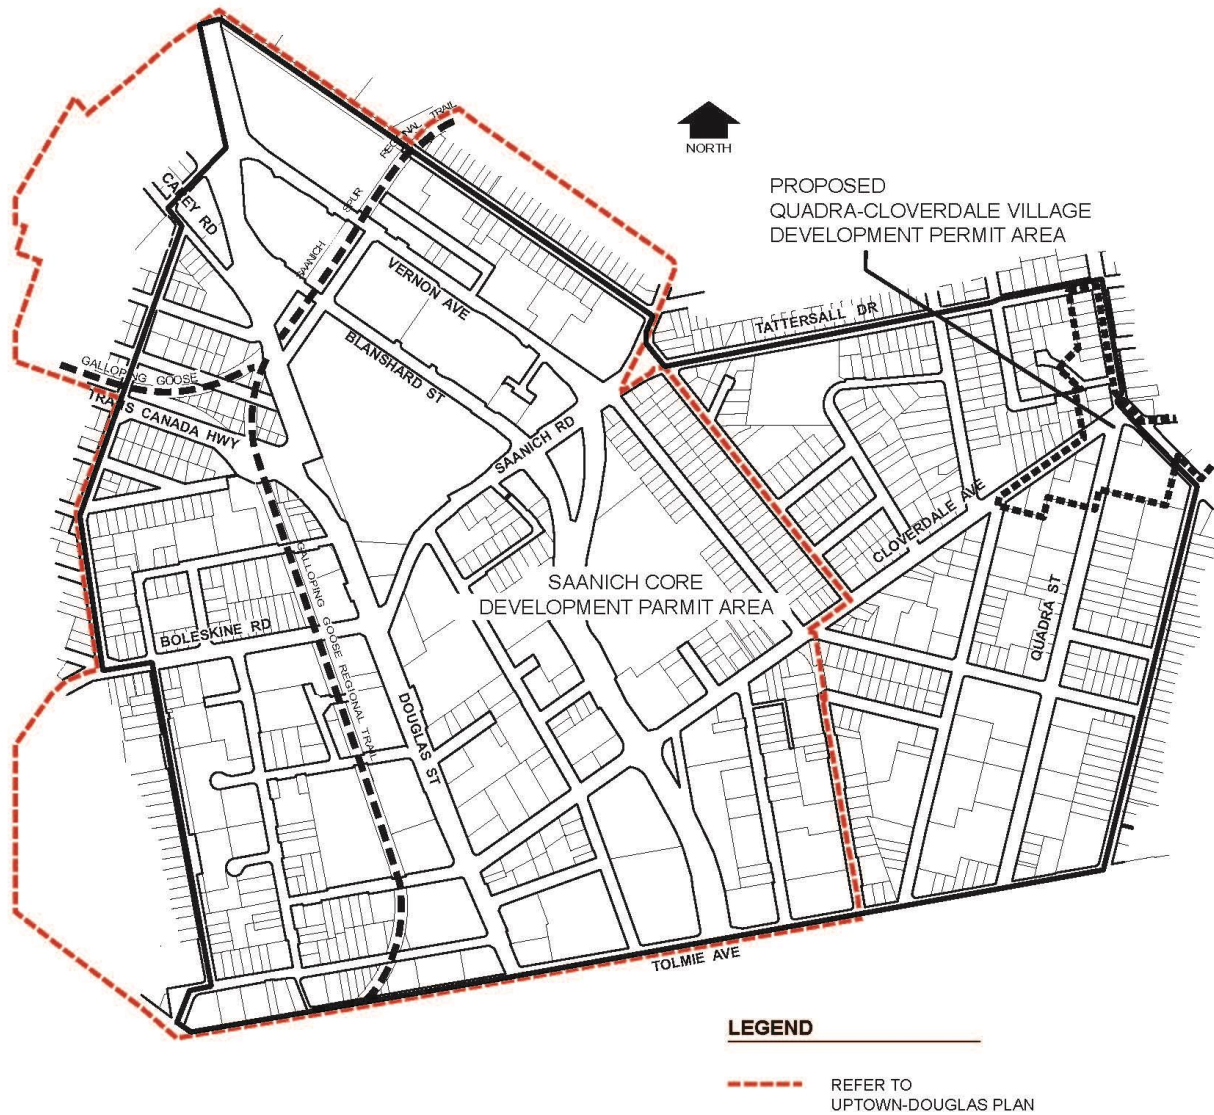 REGIONAL TRAIL
NORTH
PROPOSED
QUADRA-CLOVERDALE VILLAGE
DEVELOPMENT PERMIT AREA
CAREY RD
SPUR
SAANICH
VERNON AVE
TATTERSALL DR
BLANSHARD ST
GALLOPING GOOSE
TRANS CANADA HWY
SAANICH RD
CLOVERDALE AVE
SAANICH CORE
DEVELOPMENT PARMIT AREA
GALLOPING GOOSE REGIONAL TRAIL
BOLESKINE RD
QUADRA ST
DOUGLAS ST
TOLMIE AVE
LEGEND
REFER TO
UPTOWN-DOUGLAS PLAN